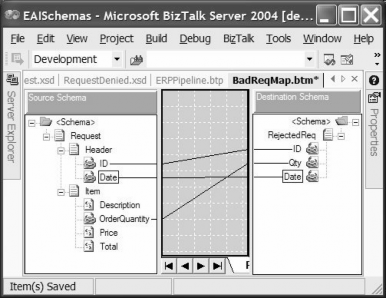 EAISchemas - Microsoft BizTalk Server 2004 [de...
File Edit View Project Build Debug BizTalk Tools Window Help
Development
est.xsd RequestDenied.xsd ERPPipeline.btp BadReqMap.btm*
Server Explorer
Source Schema
<Schema>
Request
Header
ID
Date
Item
Description
OrderQuantity
Price
Total
Destination Schema
<Schema>
RejectedReq
ID
Qty
Date
Properties
Item(s) Saved